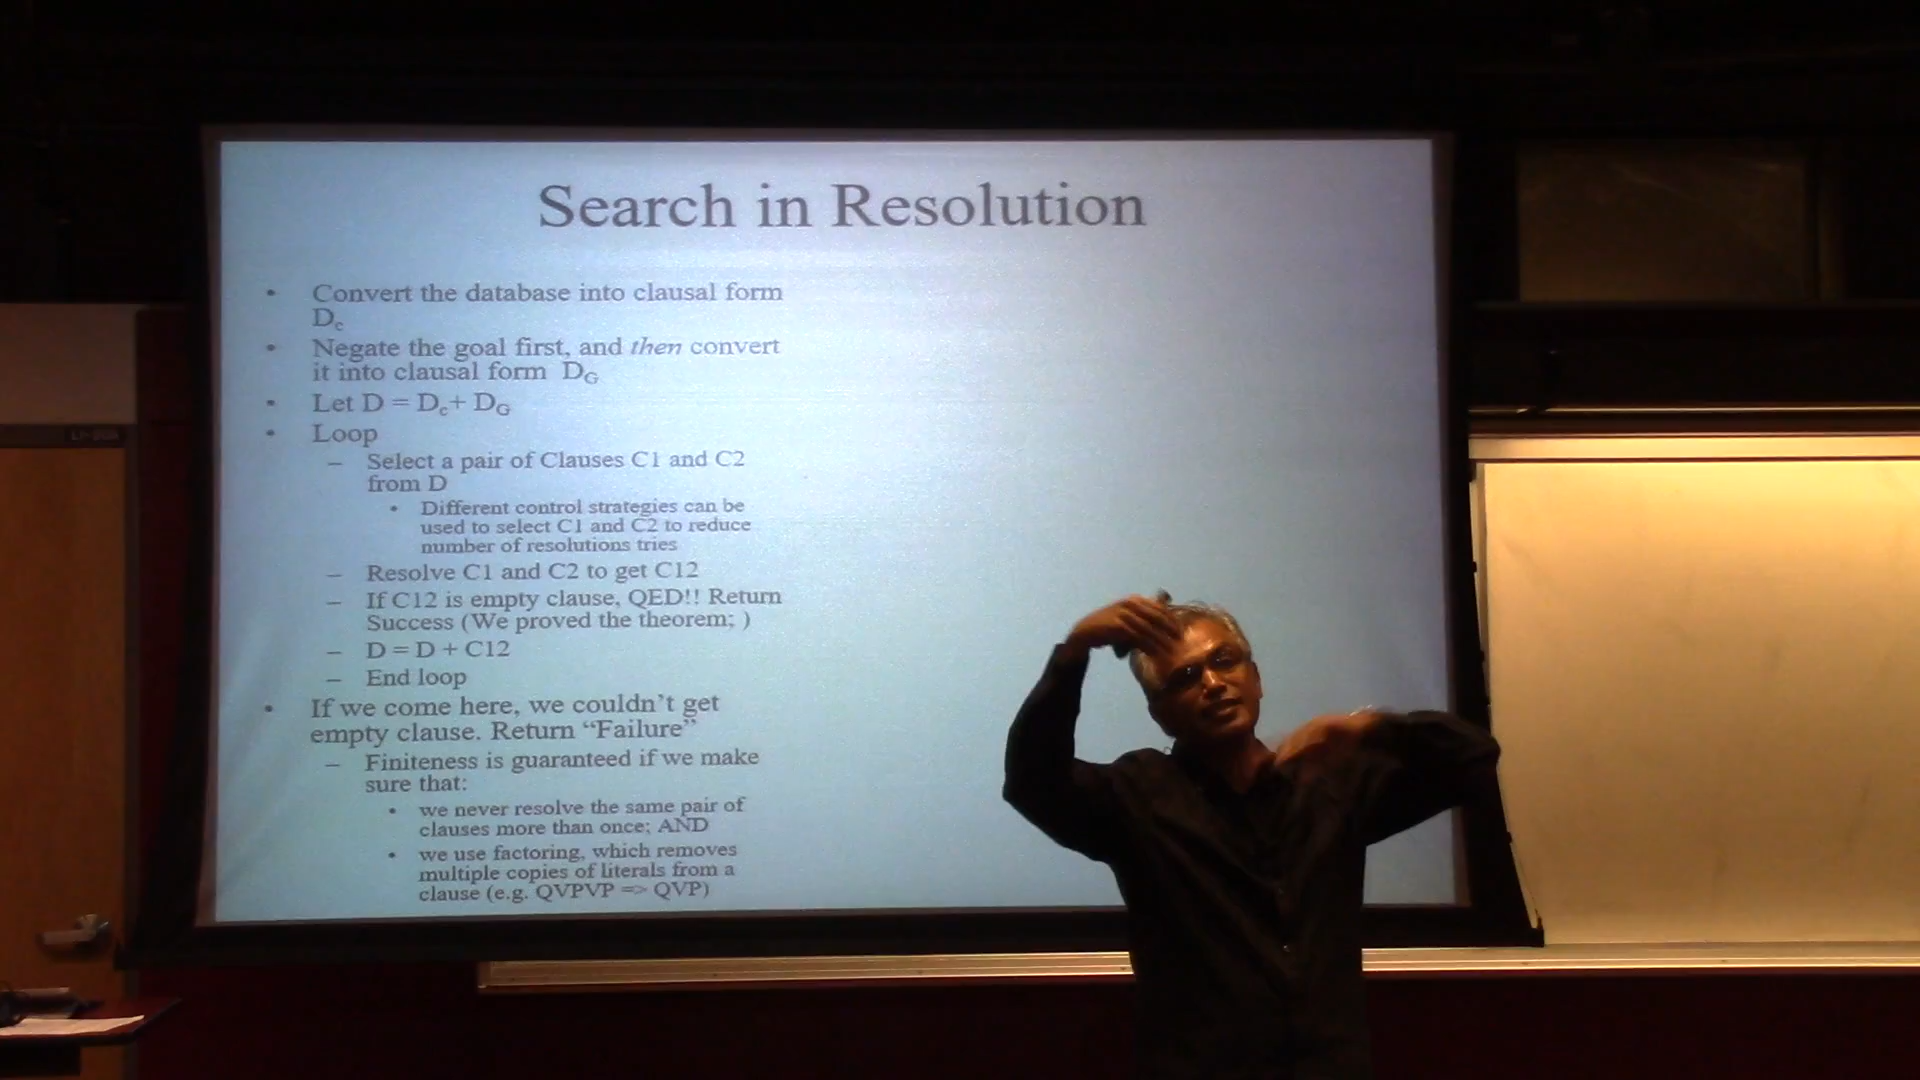 Search in Resolution
• Convert the database into clausal form
Dc
• Negate the goal first, and then convert
it into clausal form DG
• Let D = Dc+ DG
• Loop
– Select a pair of Clauses C1 and C2
from D
• Different control strategies can be
used to select C1 and C2 to reduce
number of resolutions tries
– Resolve C1 and C2 to get C12
– If C12 is empty clause, QED!! Return
Success (We proved the theorem; )
– D = D + C12
– End loop
• If we come here, we couldn't get
empty clause. Return “Failure”
– Finiteness is guaranteed if we make
sure that:
• we never resolve the same pair of
clauses more than once; AND
• we use factoring, which removes
multiple copies of literals from a
clause (e.g. QVPVP => QVP)